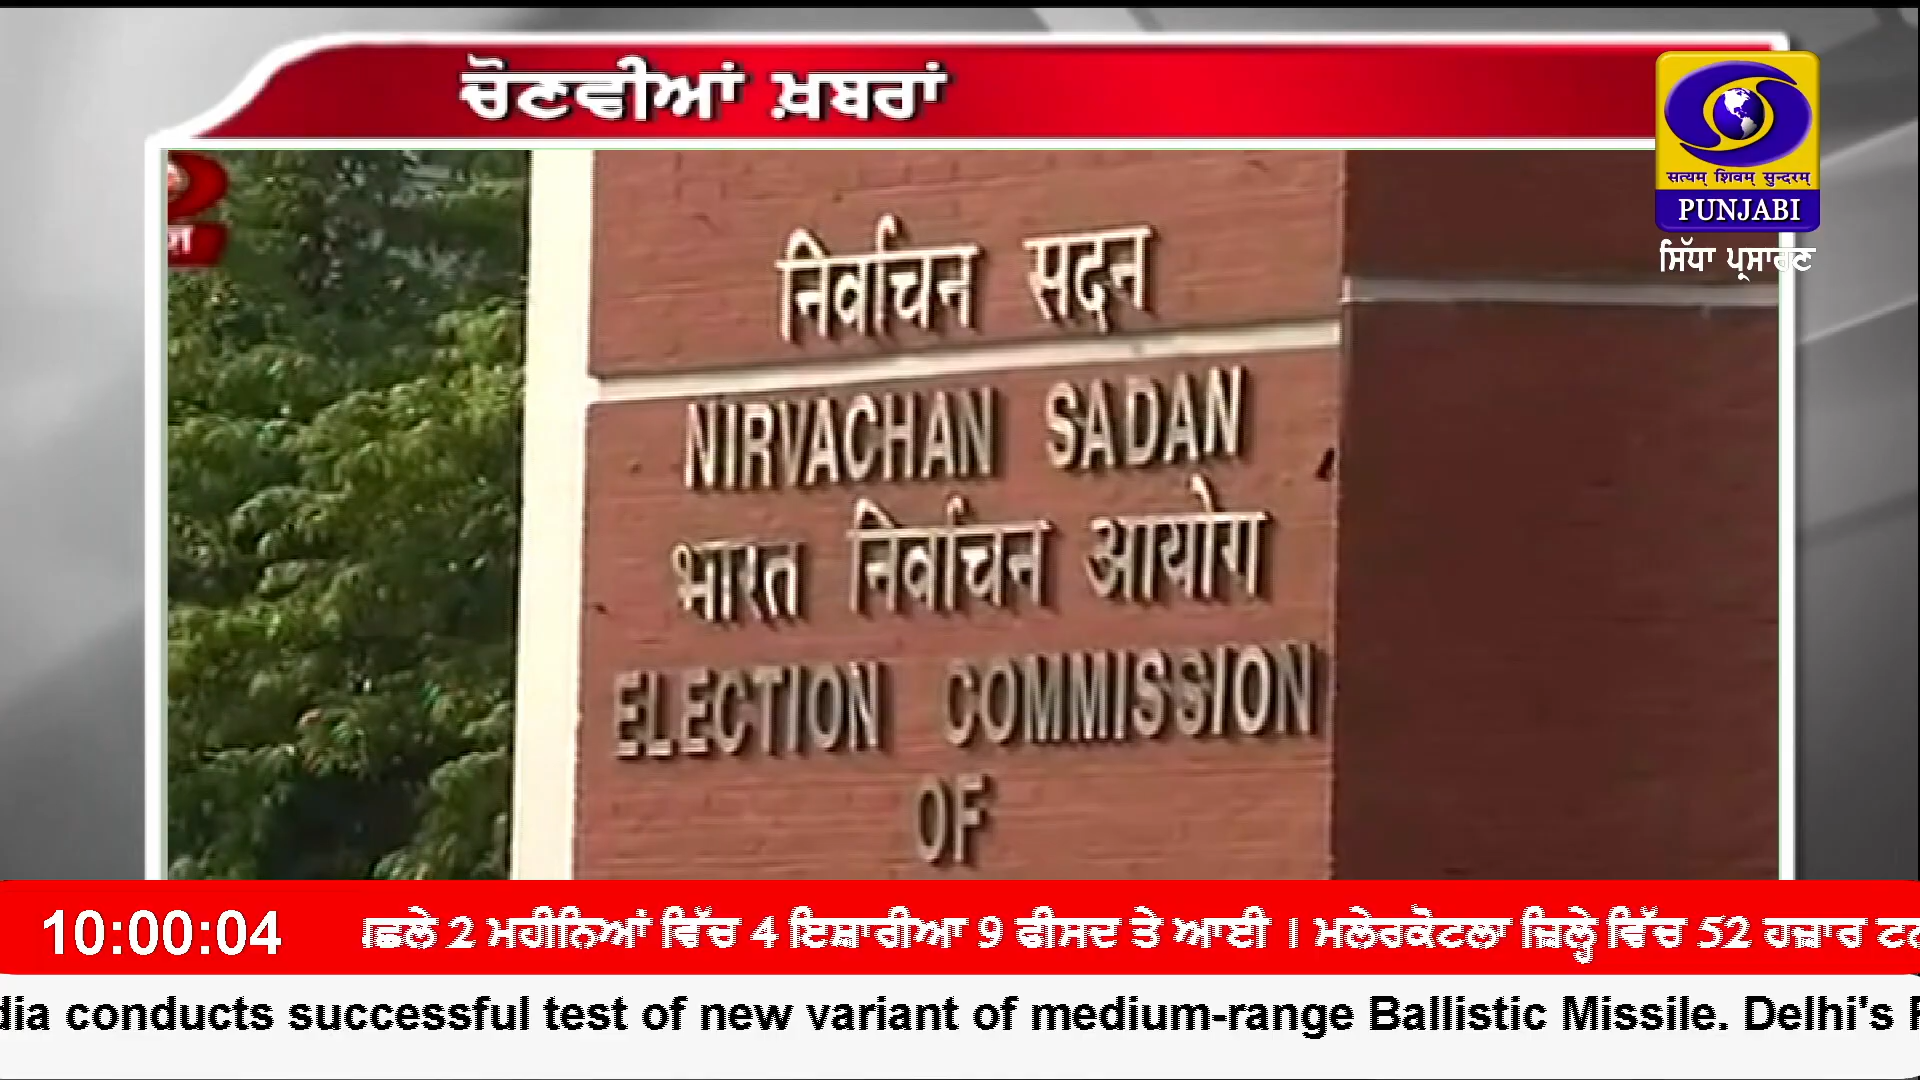 ਚੋਣਵੀਆਂ ਖ਼ਬਰਾਂ
सत्यम् शिवम् सुन्दरम्
PUNJABI
ਸਿੱਧਾ ਪ੍ਰਸਾਰਣ
निर्वाचन सदन
NIRVACHAN SADAN
भारत निर्वाचन आयोग
ELECTION COMMISSION
OF
10:00:04
2 ਮਹੀਨਿਆਂ ਵਿੱਚ 4 ਇਸ਼ਾਰੀਆ 9 ਫੀਸਦ ਤੇ ਆਈ । ਮਲੇਰਕੋਟਲਾ ਜ਼ਿਲ੍ਹੇ ਵਿੱਚ 52 ਹਜ਼ਾਰ
conducts successful test of new variant of medium-range Ballistic Missile. Delhi's